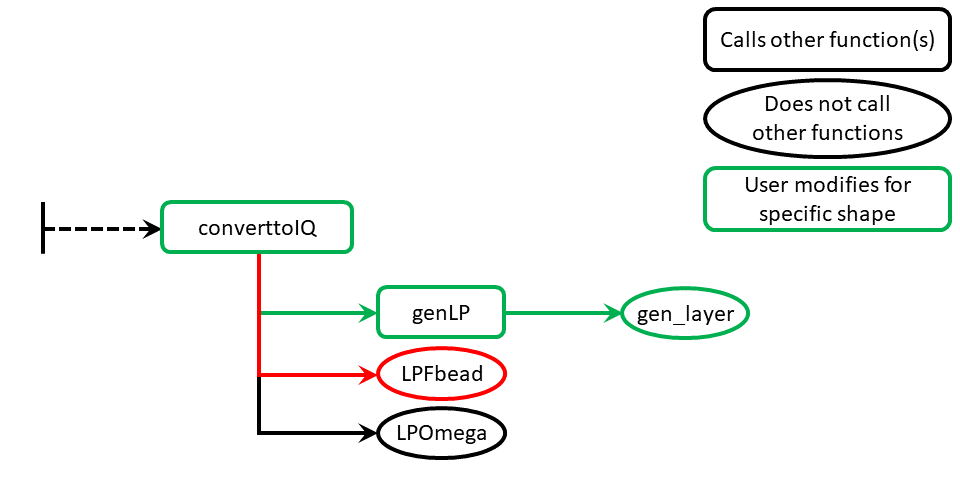 Calls other function(s)
Does not call
other functions
User modifies for
specific shape
converttoIQ
genLP
gen_layer
LPFbead
LPOmega